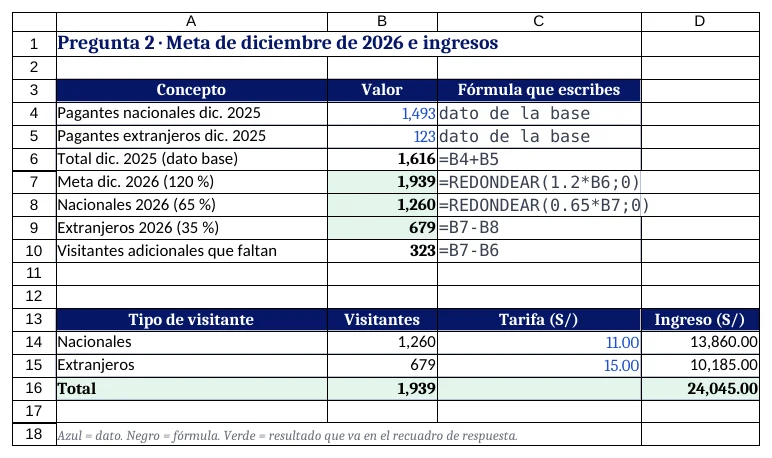 A B C D
1 Pregunta 2 · Meta de diciembre de 2026 e ingresos
2
3 Concepto Valor Fórmula que escribes
4 Pagantes nacionales dic. 2025 1,493 dato de la base
5 Pagantes extranjeros dic. 2025 123 dato de la base
6 Total dic. 2025 (dato base) 1,616 =B4+B5
7 Meta dic. 2026 (120 %) 1,939 =REDONDEAR(1.2*B6;0)
8 Nacionales 2026 (65 %) 1,260 =REDONDEAR(0.65*B7;0)
9 Extranjeros 2026 (35 %) 679 =B7-B8
10 Visitantes adicionales que faltan 323 =B7-B6
11
12
13 Tipo de visitante Visitantes Tarifa (S/) Ingreso (S/)
14 Nacionales 1,260 11.00 13,860.00
15 Extranjeros 679 15.00 10,185.00
16 Total 1,939 24,045.00
17
18 Azul = dato. Negro = fórmula. Verde = resultado que va en el recuadro de respuesta.